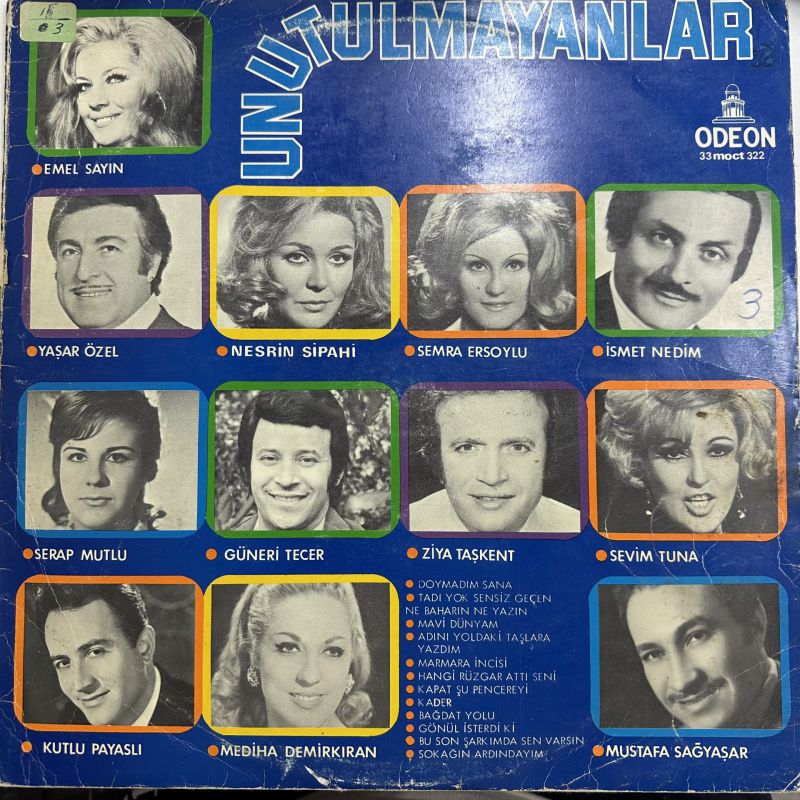 15
03
UNUTULMAYANLAR
ODEON
33 moct 322
EMEL SAYIN
YAŞAR ÖZEL
NESRİN SİPAHİ
SEMRA ERSOYLU
İSMET NEDİM
3
SERAP MUTLU
GÜNERİ TECER
ZİYA TAŞKENT
SEVİM TUNA
DOYMADIM SANA
TADI YOK SENSİZ GEÇEN
NE BAHARIN NE YAZIN
MAVİ DÜNYAM
ADINI YOLDAKİ TAŞLARA
YAZDIM
MARMARA İNCİSİ
HANGİ RÜZGAR ATTI SENİ
KAPAT ŞU PENCEREYİ
KADER
BAĞDAT YOLU
GÖNÜL İSTERDİ Kİ
BU SON ŞARKIMDA SEN VARSIN
SOKAĞIN ARDINDAYIM
KUTLU PAYASLI
MEDİHA DEMİRKIRAN
MUSTAFA SAĞYAŞAR